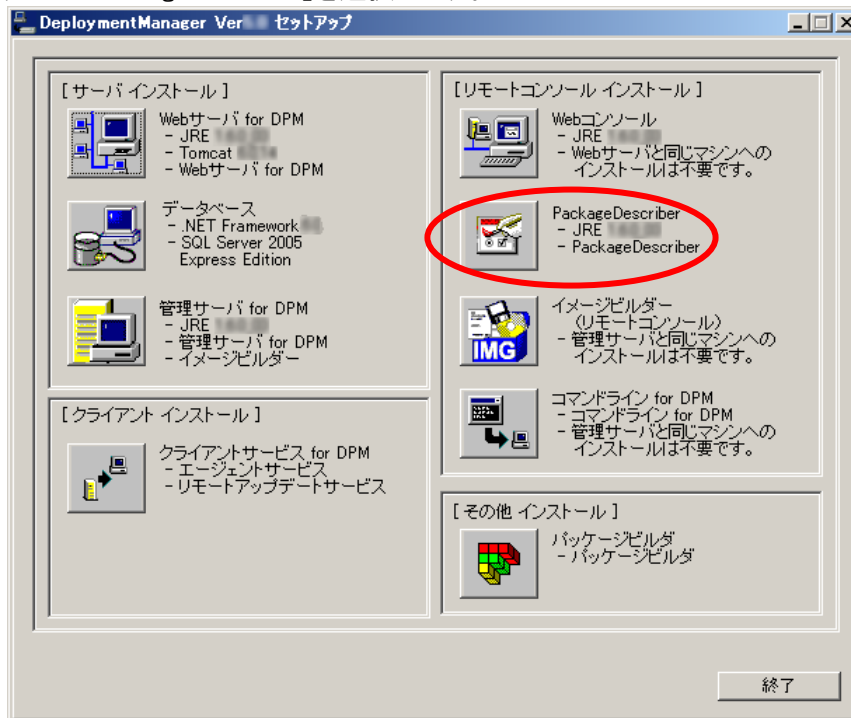 DeploymentManager Ver セットアップ
[サーバ インストール]
Webサーバ for DPM
- JRE
- Tomcat
- Webサーバ for DPM
データベース
- .NET Framework
- SQL Server 2005
Express Edition
管理サーバ for DPM
- JRE
- 管理サーバ for DPM
- イメージビルダー
[クライアント インストール]
クライアントサービス for DPM
- エージェントサービス
- リモートアップデートサービス
[リモートコンソール インストール]
Webコンソール
- JRE
- Webサーバと同じマシンへの
インストールは不要です。
PackageDescriber
- JRE
- PackageDescriber
イメージビルダー
(リモートコンソール)
- 管理サーバと同じマシンへの
インストールは不要です。
IMG
コマンドライン for DPM
- コマンドライン for DPM
- 管理サーバと同じマシンへの
インストールは不要です。
[その他 インストール]
パッケージビルダ
- パッケージビルダ
終了